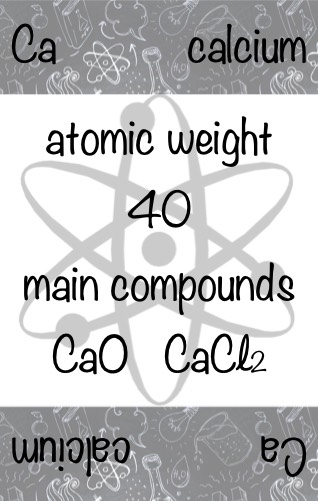 Ca calcium
atomic weight
40
main compounds
CaO CaCl₂
calcium Ca